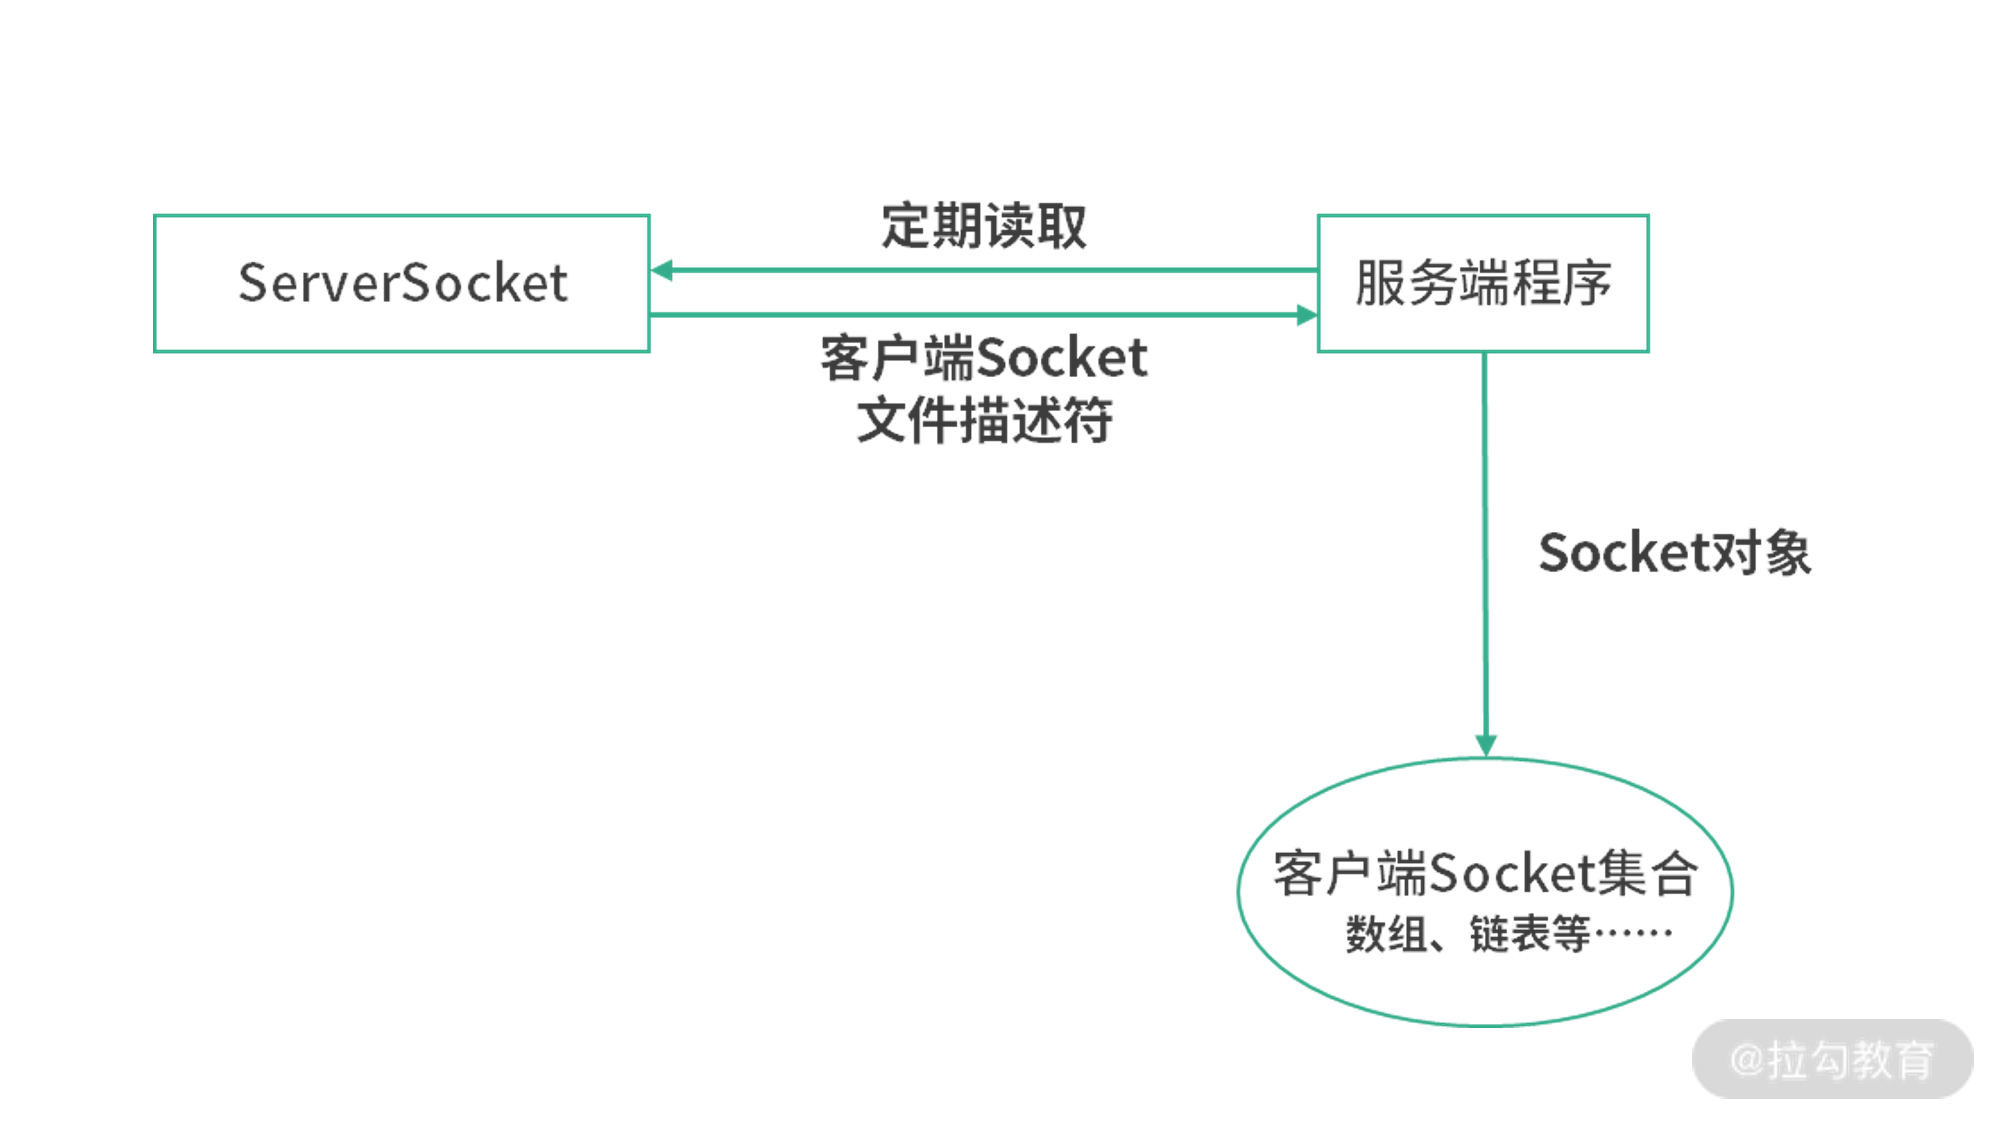 定期读取
ServerSocket
服务端程序
客户端Socket
文件描述符
Socket对象
客户端Socket集合
数组、链表等……
@拉勾教育